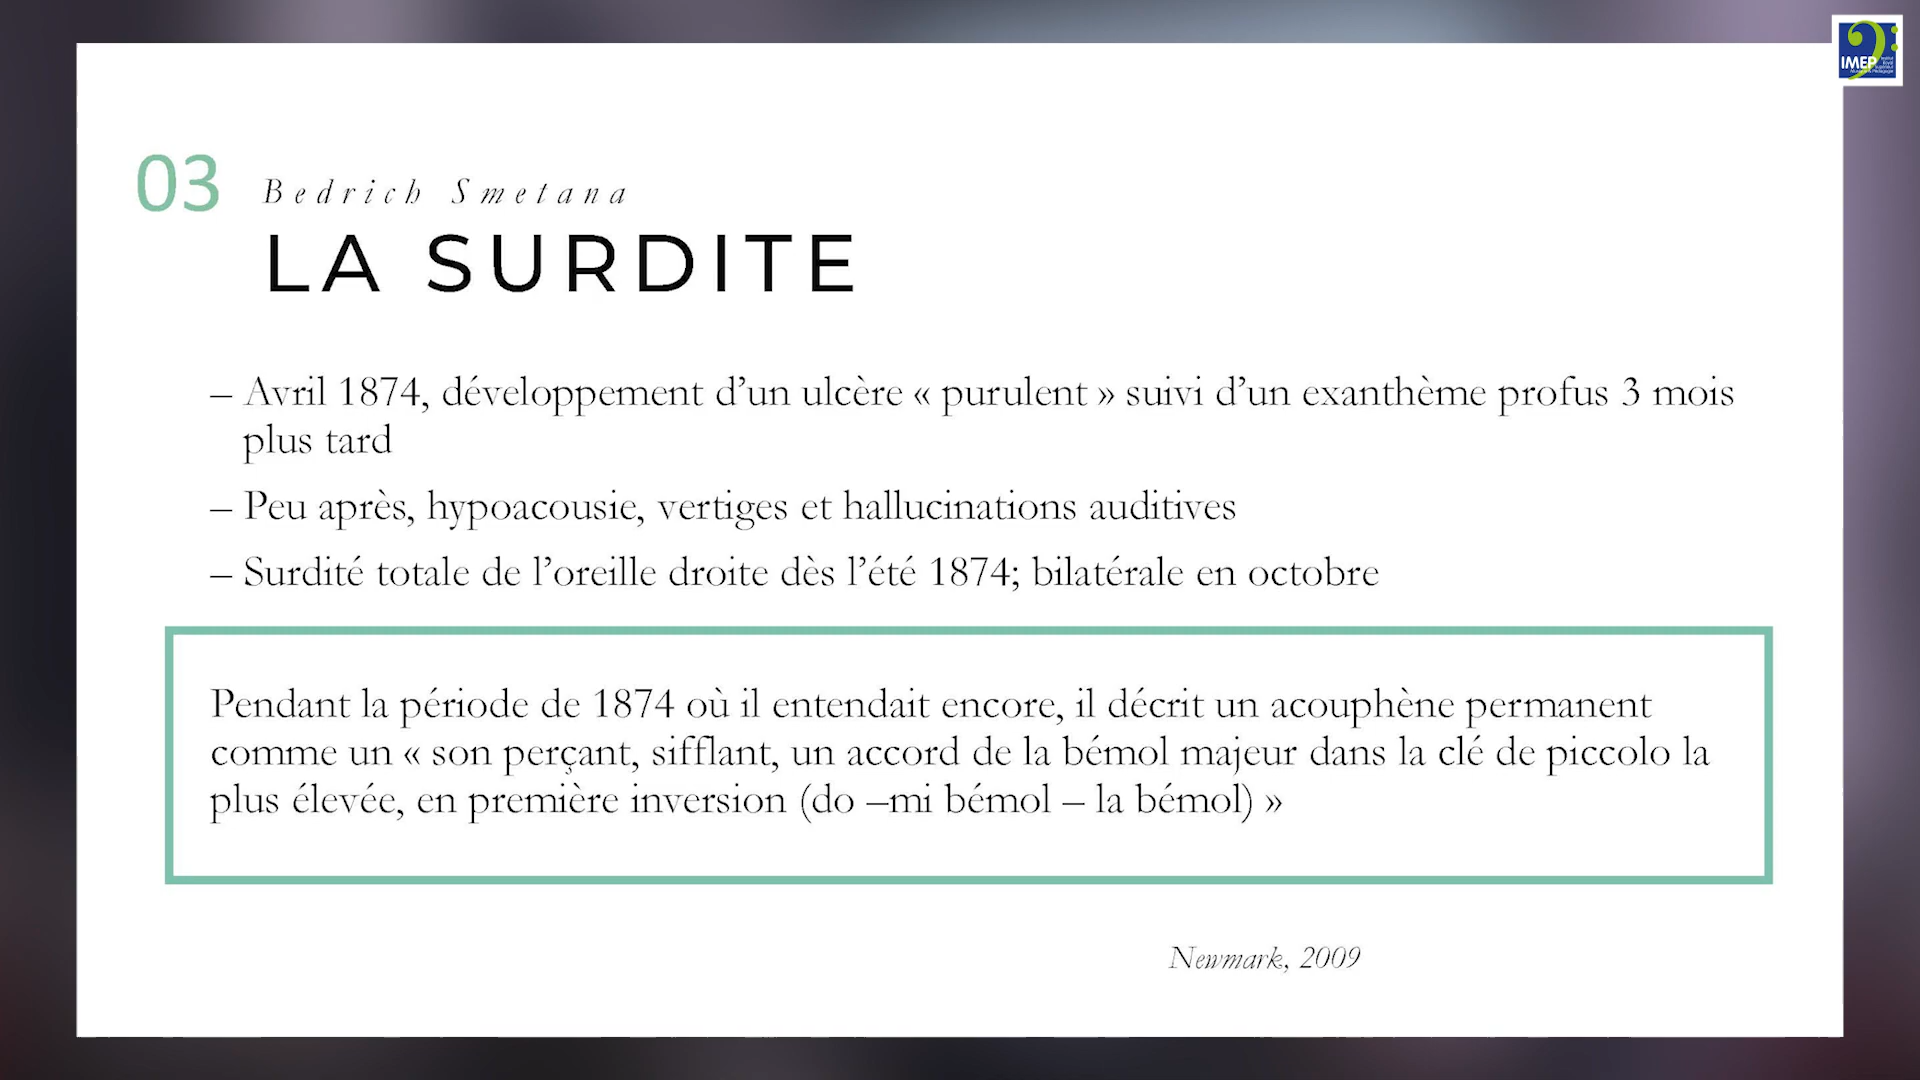 IMEP
03
Bedrich Smetana
LA SURDITE
– Avril 1874, développement d’un ulcère « purulent » suivi d’un exanthème profus 3 mois
plus tard
– Peu après, hypoacousie, vertiges et hallucinations auditives
– Surdité totale de l’oreille droite dès l’été 1874; bilatérale en octobre
Pendant la période de 1874 où il entendait encore, il décrit un acouphène permanent
comme un « son perçant, sifflant, un accord de la bémol majeur dans la clé de piccolo la
plus élevée, en première inversion (do –mi bémol – la bémol) »
Newmark, 2009